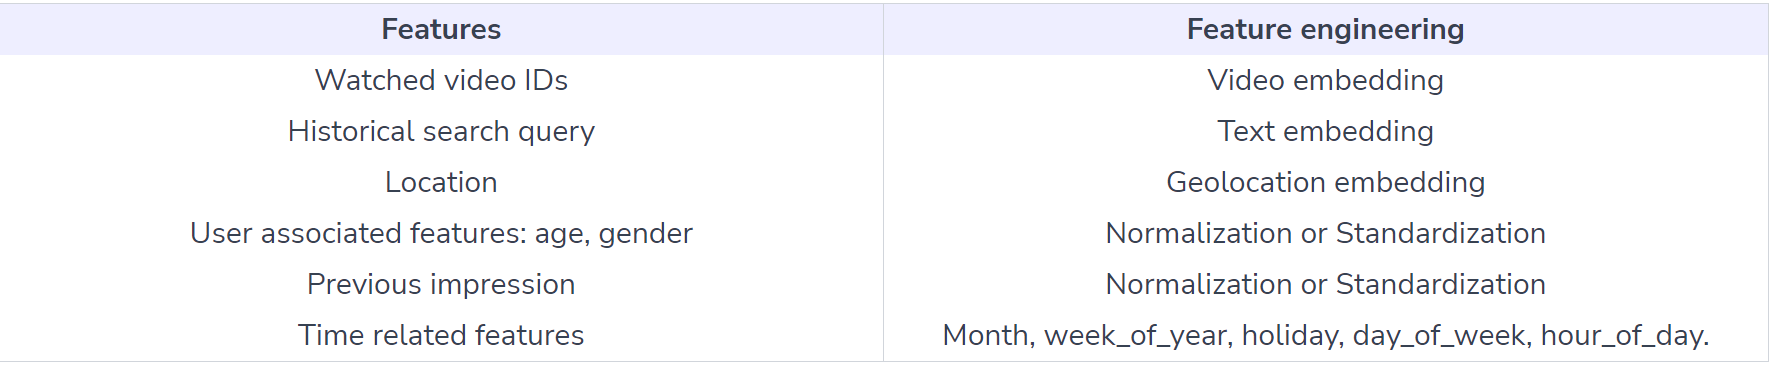 Features Feature engineering
Watched video IDs Video embedding
Historical search query Text embedding
Location Geolocation embedding
User associated features: age, gender Normalization or Standardization
Previous impression Normalization or Standardization
Time related features Month, week_of_year, holiday, day_of_week, hour_of_day.